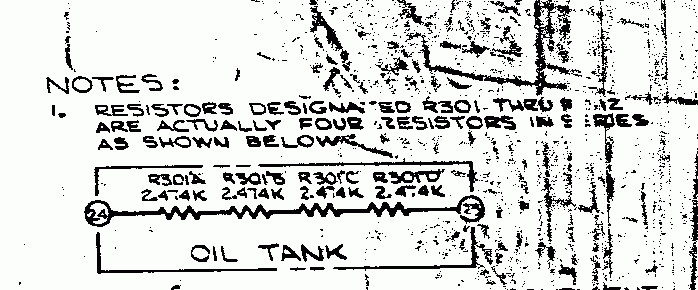 NOTES:
1. RESISTORS DESIGNATED R301 THRU
ARE ACTUALLY FOUR RESISTORS IN SERIES
AS SHOWN BELOW
R301A R301B R301C R301D
2.474K 2.474K 2.474K 2.474K
24
OIL TANK